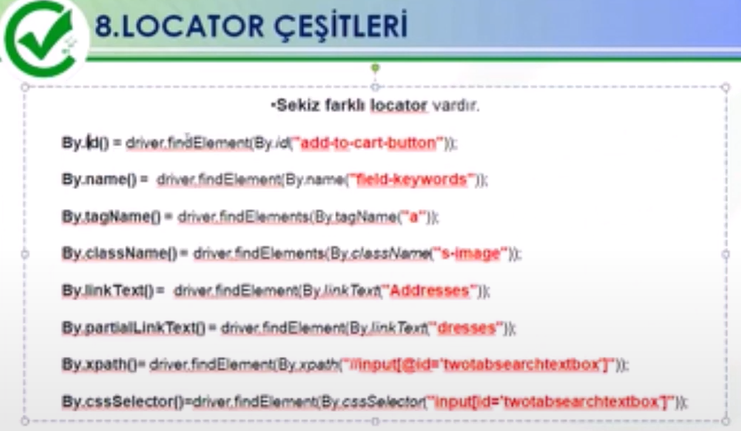 8.LOCATOR ÇEŞİTLERİ
•Sekiz farklı locator vardır.
By.id() = driver.findElement(By.id("add-to-cart-button"));
By.name() = driver.findElement(By.name("field-keywords"));
By.tagName() = driver.findElements(By.tagName("a"));
By.className() = driver.findElements(By.className("s-image"));
By.linkText() = driver.findElement(By.linkText("Addresses"));
By.partialLinkText() = driver.findElement(By.linkText("dresses"));
By.xpath()= driver.findElement(By.xpath("//input[@id='twotabsearchtextbox']"));
By.cssSelector()=driver.findElement(By.cssSelector("input[id='twotabsearchtextbox']"));